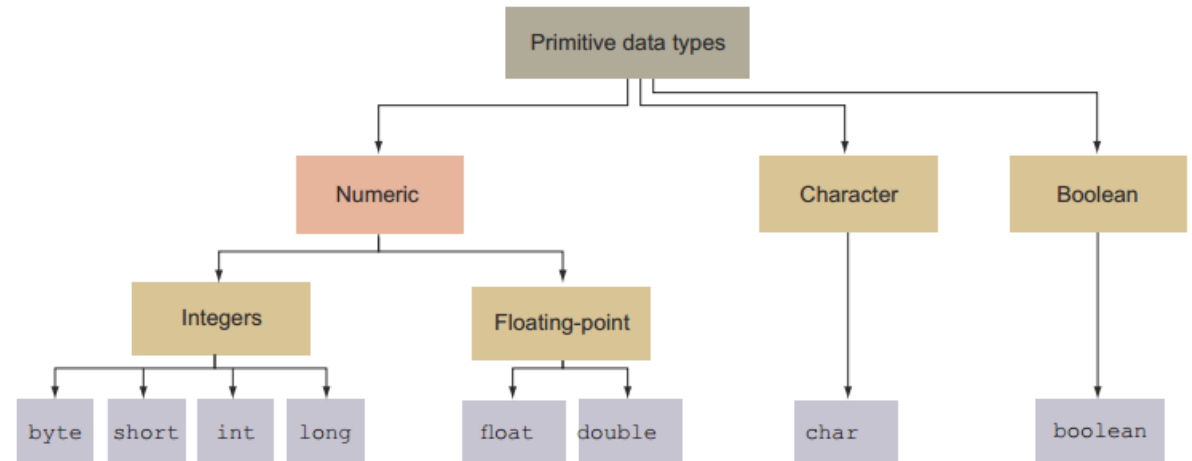 Primitive data types
Numeric
Character
Boolean
Integers
Floating-point
byte
short
int
long
float
double
char
boolean